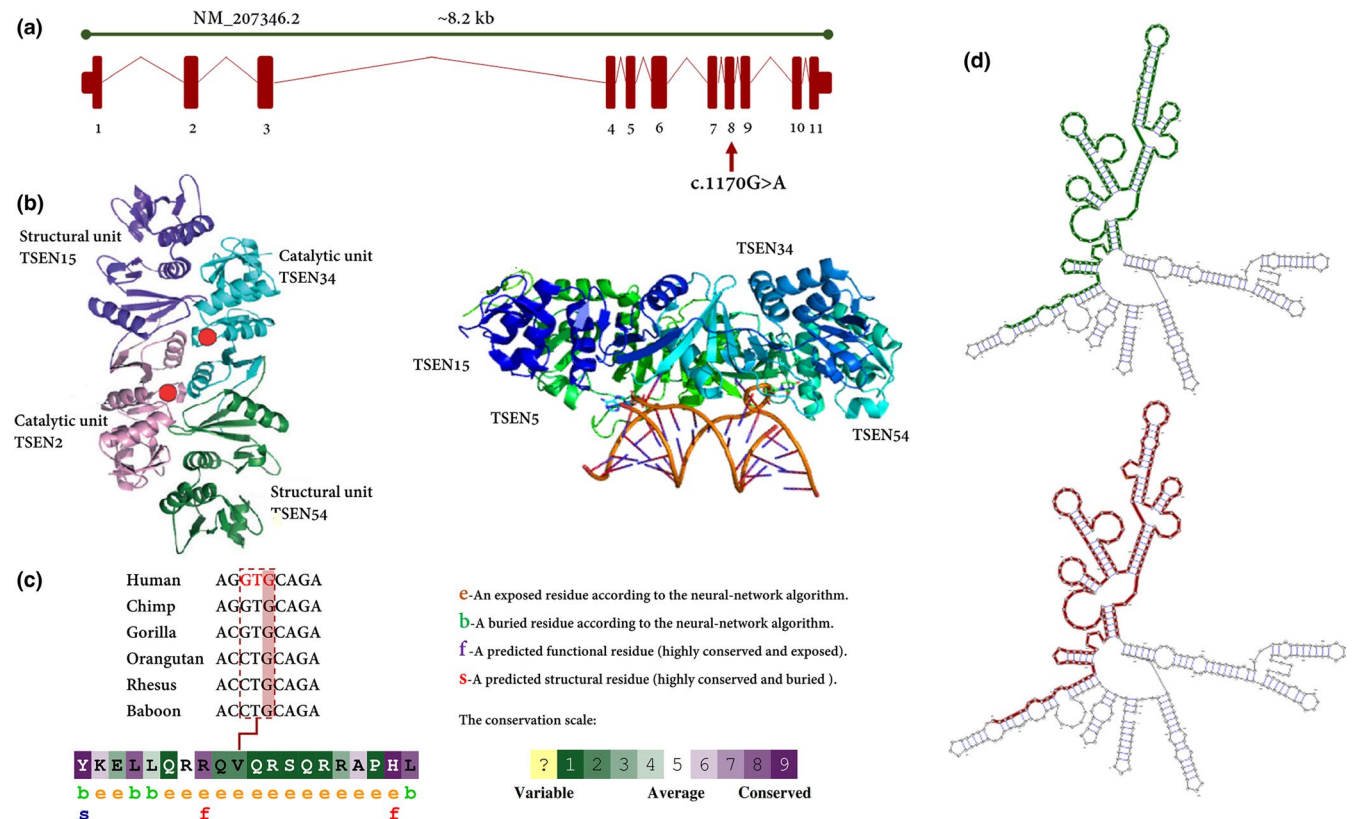 (a)
NM_207346.2
~8.2 kb
1 2 3 4 5 6 7 8 9 10 11
c.1170G>A
(b)
Structural unit
TSEN15
Catalytic unit
TSEN34
Catalytic unit
TSEN2
Structural unit
TSEN54
TSEN34
TSEN15
TSEN5
TSEN54
(c)
Human AGGTGCAGA
Chimp AGGTGCAGA
Gorilla ACGTGCAGA
Orangutan ACCTGCAGA
Rhesus ACCTGCAGA
Baboon ACCTGCAGA
YKELLQRRRQVQRSQRRAPHL
b e e b b e e e e e e e e e e e e e e e b
s f f
e-An exposed residue according to the neural-network algorithm.
b-A buried residue according to the neural-network algorithm.
f -A predicted functional residue (highly conserved and exposed).
s-A predicted structural residue (highly conserved and buried ).
The conservation scale:
? 1 2 3 4 5 6 7 8 9
Variable Average Conserved
(d)